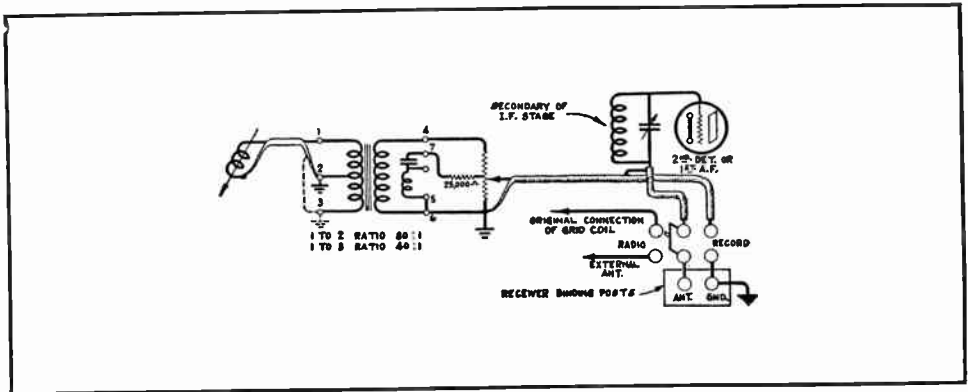 SECONDARY OF
I.F. STAGE
1
2
3
4
7
5
6
25,000 Ω
2ND DET. OR
1ST A.F.
1 TO 2 RATIO 80:1
1 TO 3 RATIO 40:1
ORIGINAL CONNECTION
OF GRID COIL
RADIO
RECORD
EXTERNAL
ANT.
RECEIVER BINDING POSTS
ANT.
GND.